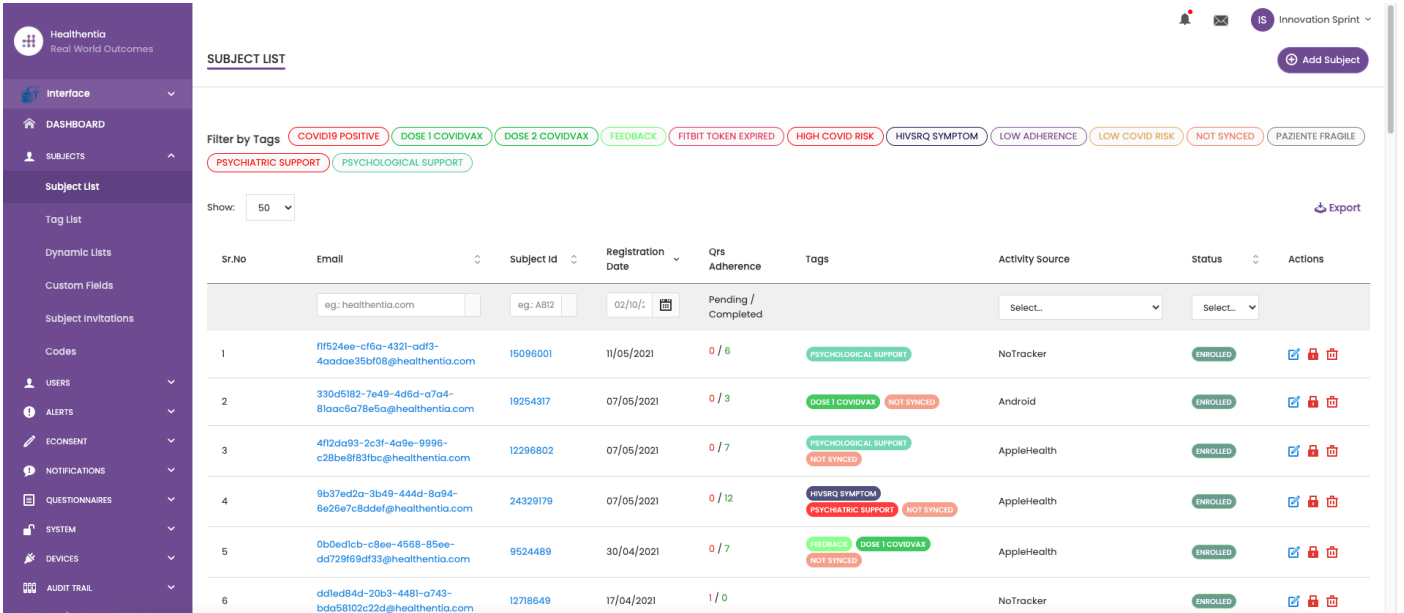 Healthentia
Real World Outcomes
IS Innovation Sprint
SUBJECT LIST
Add Subject
Interface
DASHBOARD
SUBJECTS
Subject List
Tag List
Dynamic Lists
Custom Fields
Subject Invitations
Codes
USERS
ALERTS
ECONSENT
NOTIFICATIONS
QUESTIONNAIRES
SYSTEM
DEVICES
AUDIT TRAIL
Filter by Tags COVID19 POSITIVE DOSE 1 COVIDVAX DOSE 2 COVIDVAX FEEDBACK FITBIT TOKEN EXPIRED HIGH COVID RISK HIVSRQ SYMPTOM LOW ADHERENCE LOW COVID RISK NOT SYNCED PAZIENTE FRAGILE
PSYCHIATRIC SUPPORT PSYCHOLOGICAL SUPPORT
Show: 50
Export
Sr.No Email Subject Id Registration Date Qrs Adherence Tags Activity Source Status Actions
eg.: healthentia.com eg.: AB12 02/10/2 Pending / Completed Select... Select...
1 f1f524ee-cf6a-4321-adf3-
4aadae35bf08@healthentia.com 15096001 11/05/2021 0 / 6 PSYCHOLOGICAL SUPPORT NoTracker ENROLLED
2 330d5182-7e49-4d6d-a7a4-
81aac6a78e5a@healthentia.com 19254317 07/05/2021 0 / 3 DOSE 1 COVIDVAX NOT SYNCED Android ENROLLED
3 4f12da93-2c3f-4a9e-9996-
c28be8f83fbc@healthentia.com 12296802 07/05/2021 0 / 7 PSYCHOLOGICAL SUPPORT
NOT SYNCED AppleHealth ENROLLED
4 9b37ed2a-3b49-444d-8a94-
6e26e7c8ddef@healthentia.com 24329179 07/05/2021 0 / 12 HIVSRQ SYMPTOM
PSYCHIATRIC SUPPORT NOT SYNCED AppleHealth ENROLLED
5 0b0ed1cb-c8ee-4568-85ee-
dd729f69df33@healthentia.com 9524489 30/04/2021 0 / 7 FEEDBACK DOSE 1 COVIDVAX
NOT SYNCED AppleHealth ENROLLED
6 dd1ed84d-20b3-4481-a743-
bda58102c22d@healthentia.com 12718649 17/04/2021 1 / 0 NoTracker ENROLLED